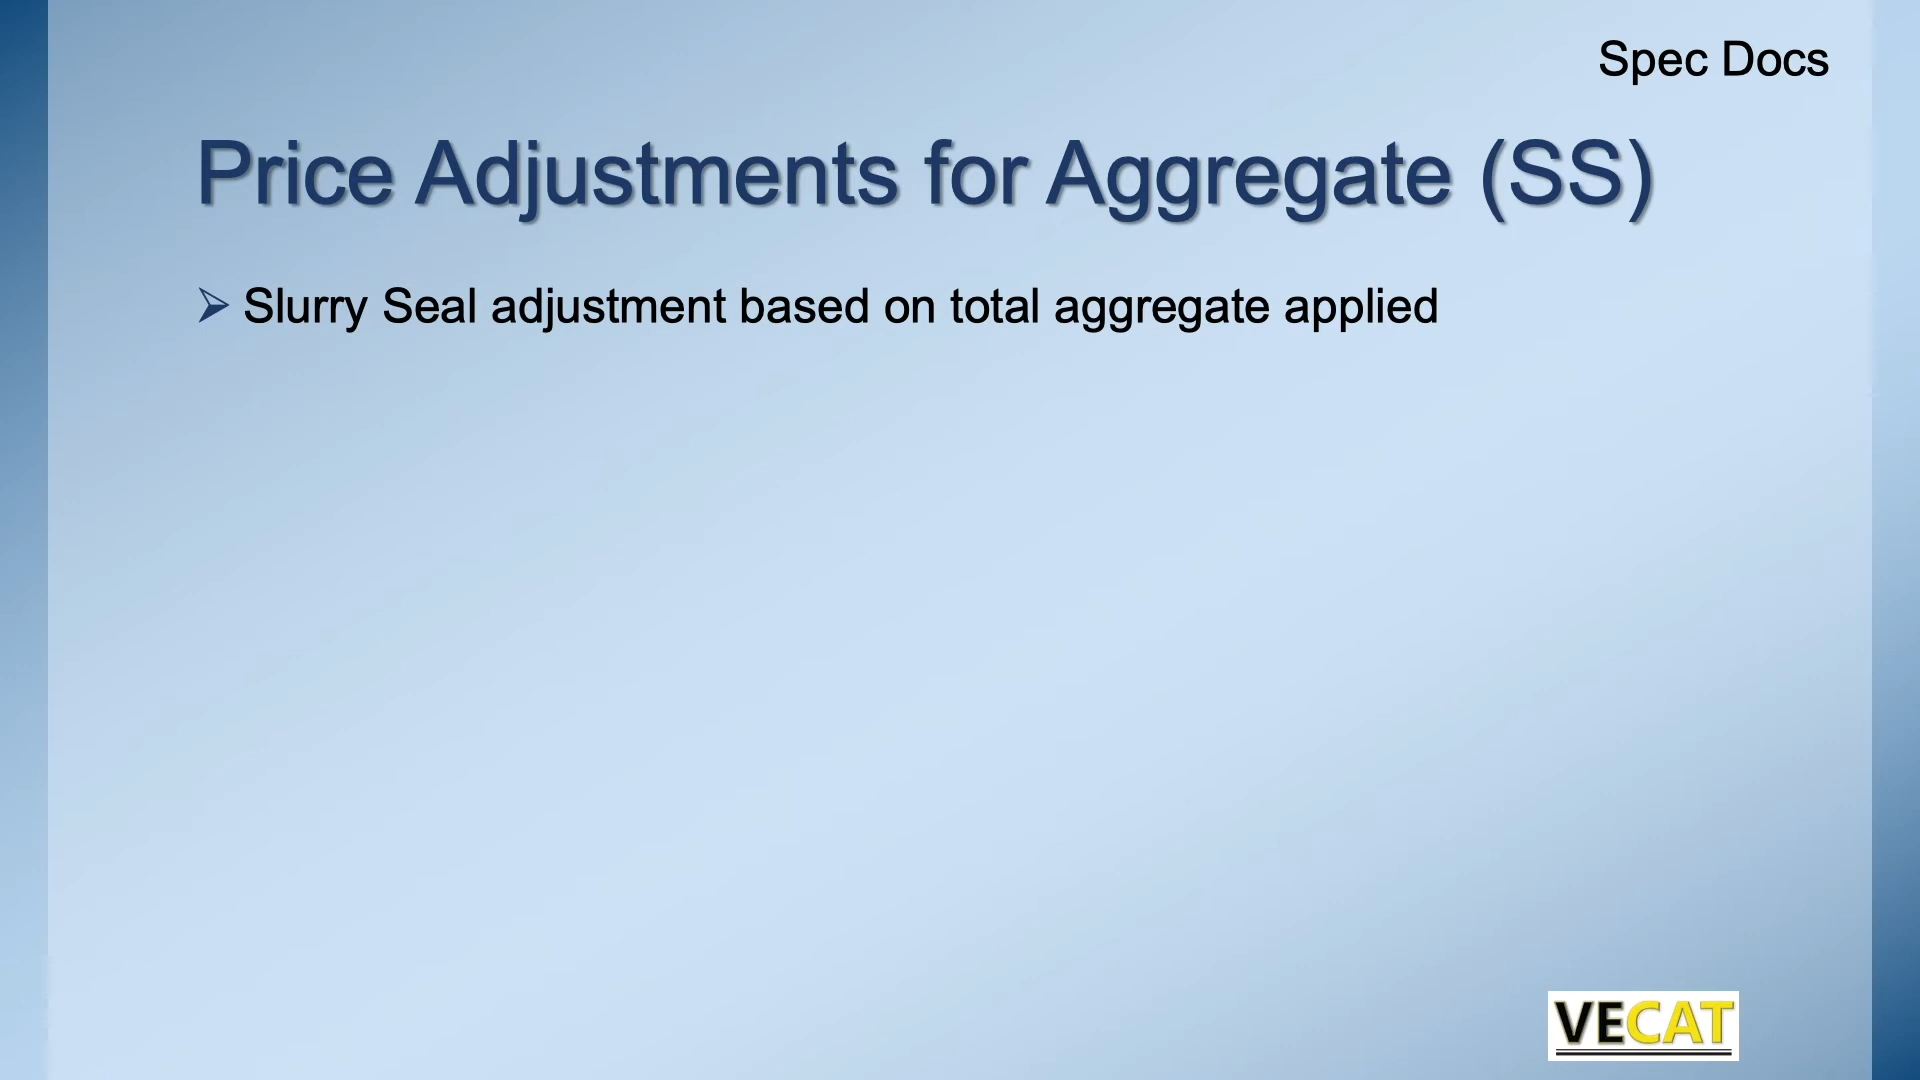 Spec Docs
Price Adjustments for Aggregate (SS)
Slurry Seal adjustment based on total aggregate applied
VECAT